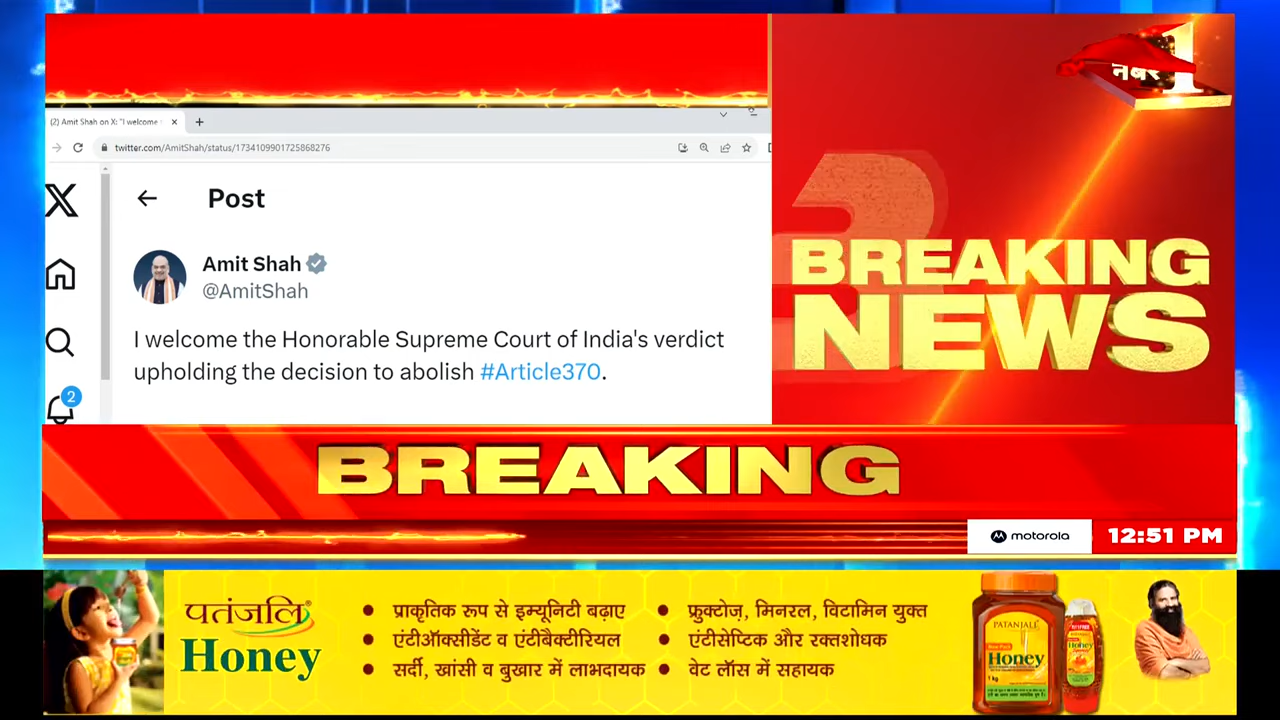 (2) Amit Shah on X: "I welcome
twitter.com/AmitShah/status/1734109901725868276
नंबर 1
Post
Amit Shah
@AmitShah
I welcome the Honorable Supreme Court of India's verdict
upholding the decision to abolish #Article370.
2
BREAKING
NEWS
BREAKING
motorola
12:51 PM
पतंजलि®
Honey
प्राकृतिक रूप से इम्यूनिटी बढ़ाए
एंटीऑक्सीडेंट व एंटीबैक्टीरियल
सर्दी, खांसी व बुखार में लाभदायक
फ्रुक्टोज़, मिनरल, विटामिन युक्त
एंटीसेप्टिक और रक्तशोधक
वेट लॉस में सहायक
PATANJALI
Honey
1 kg
Honey